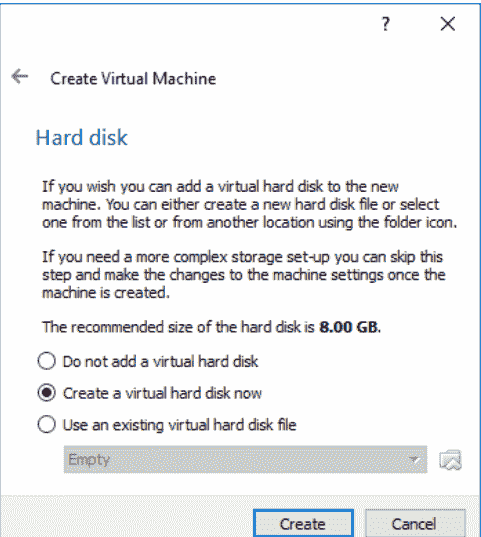 ?
Create Virtual Machine
Hard disk
If you wish you can add a virtual hard disk to the new
machine. You can either create a new hard disk file or select
one from the list or from another location using the folder icon.
If you need a more complex storage set-up you can skip this
step and make the changes to the machine settings once the
machine is created.
The recommended size of the hard disk is 8.00 GB.
Do not add a virtual hard disk
Create a virtual hard disk now
Use an existing virtual hard disk file
Empty
Create Cancel